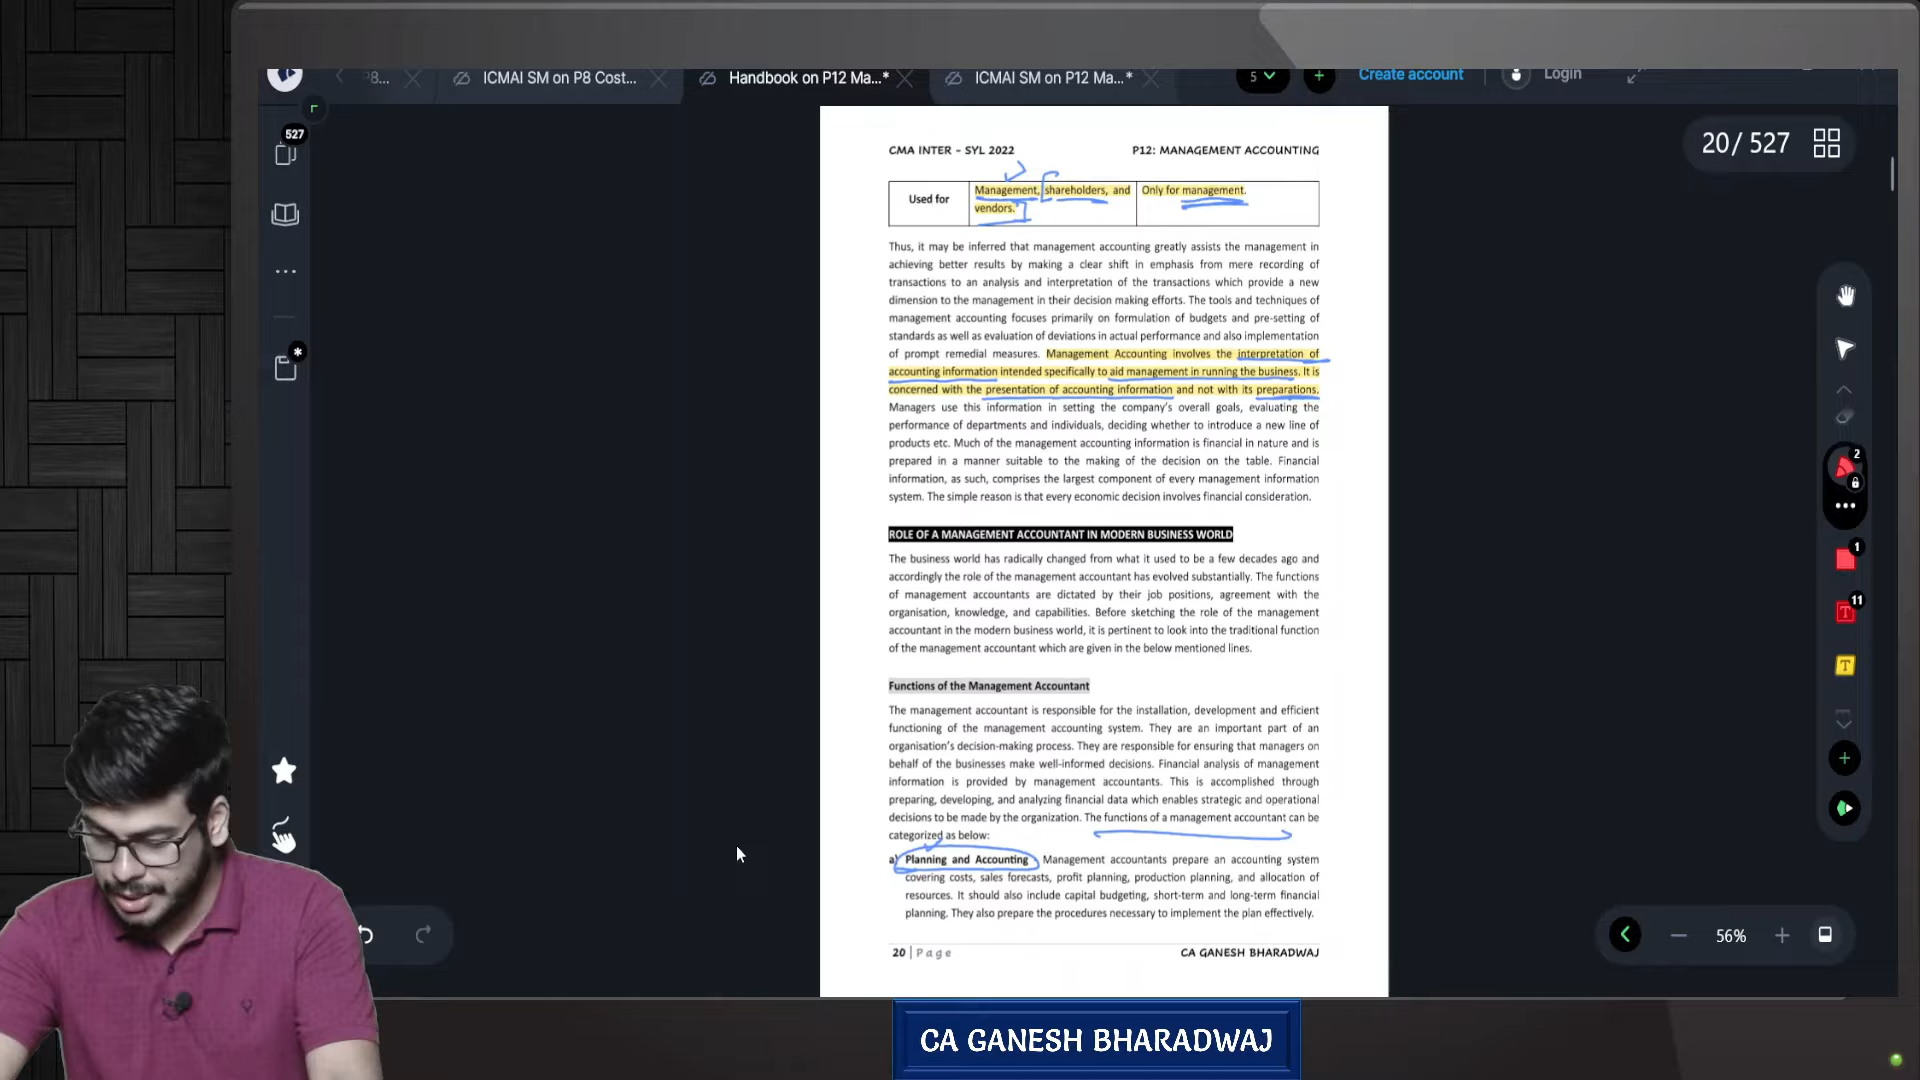 P8...
ICMAI SM on P8 Cost...
Handbook on P12 Ma...*
ICMAI SM on P12 Ma...*
5
Create account
Login
527
20/ 527
CMA INTER – SYL 2022
P12: MANAGEMENT ACCOUNTING
Used for
Management, shareholders, and
vendors.
Only for management.
Thus, it may be inferred that management accounting greatly assists the management in
achieving better results by making a clear shift in emphasis from mere recording of
transactions to an analysis and interpretation of the transactions which provide a new
dimension to the management in their decision making efforts. The tools and techniques of
management accounting focuses primarily on formulation of budgets and pre-setting of
standards as well as evaluation of deviations in actual performance and also implementation
of prompt remedial measures. Management Accounting involves the interpretation of
accounting information intended specifically to aid management in running the business. It is
concerned with the presentation of accounting information and not with its preparations.
Managers use this information in setting the company's overall goals, evaluating the
performance of departments and individuals, deciding whether to introduce a new line of
products etc. Much of the management accounting information is financial in nature and is
prepared in a manner suitable to the making of the decision on the table. Financial
information, as such, comprises the largest component of every management information
system. The simple reason is that every economic decision involves financial consideration.
ROLE OF A MANAGEMENT ACCOUNTANT IN MODERN BUSINESS WORLD
The business world has radically changed from what it used to be a few decades ago and
accordingly the role of the management accountant has evolved substantially. The functions
of management accountants are dictated by their job positions, agreement with the
organisation, knowledge, and capabilities. Before sketching the role of the management
accountant in the modern business world, it is pertinent to look into the traditional function
of the management accountant which are given in the below mentioned lines.
Functions of the Management Accountant
The management accountant is responsible for the installation, development and efficient
functioning of the management accounting system. They are an important part of an
organisation's decision-making process. They are responsible for ensuring that managers on
behalf of the businesses make well-informed decisions. Financial analysis of management
information is provided by management accountants. This is accomplished through
preparing, developing, and analyzing financial data which enables strategic and operational
decisions to be made by the organization. The functions of a management accountant can be
categorized as below:
a) Planning and Accounting Management accountants prepare an accounting system
covering costs, sales forecasts, profit planning, production planning, and allocation of
resources. It should also include capital budgeting, short-term and long-term financial
planning. They also prepare the procedures necessary to implement the plan effectively.
20 | Page
CA GANESH BHARADWAJ
2
1
11
T
T
56%
CA GANESH BHARADWAJ